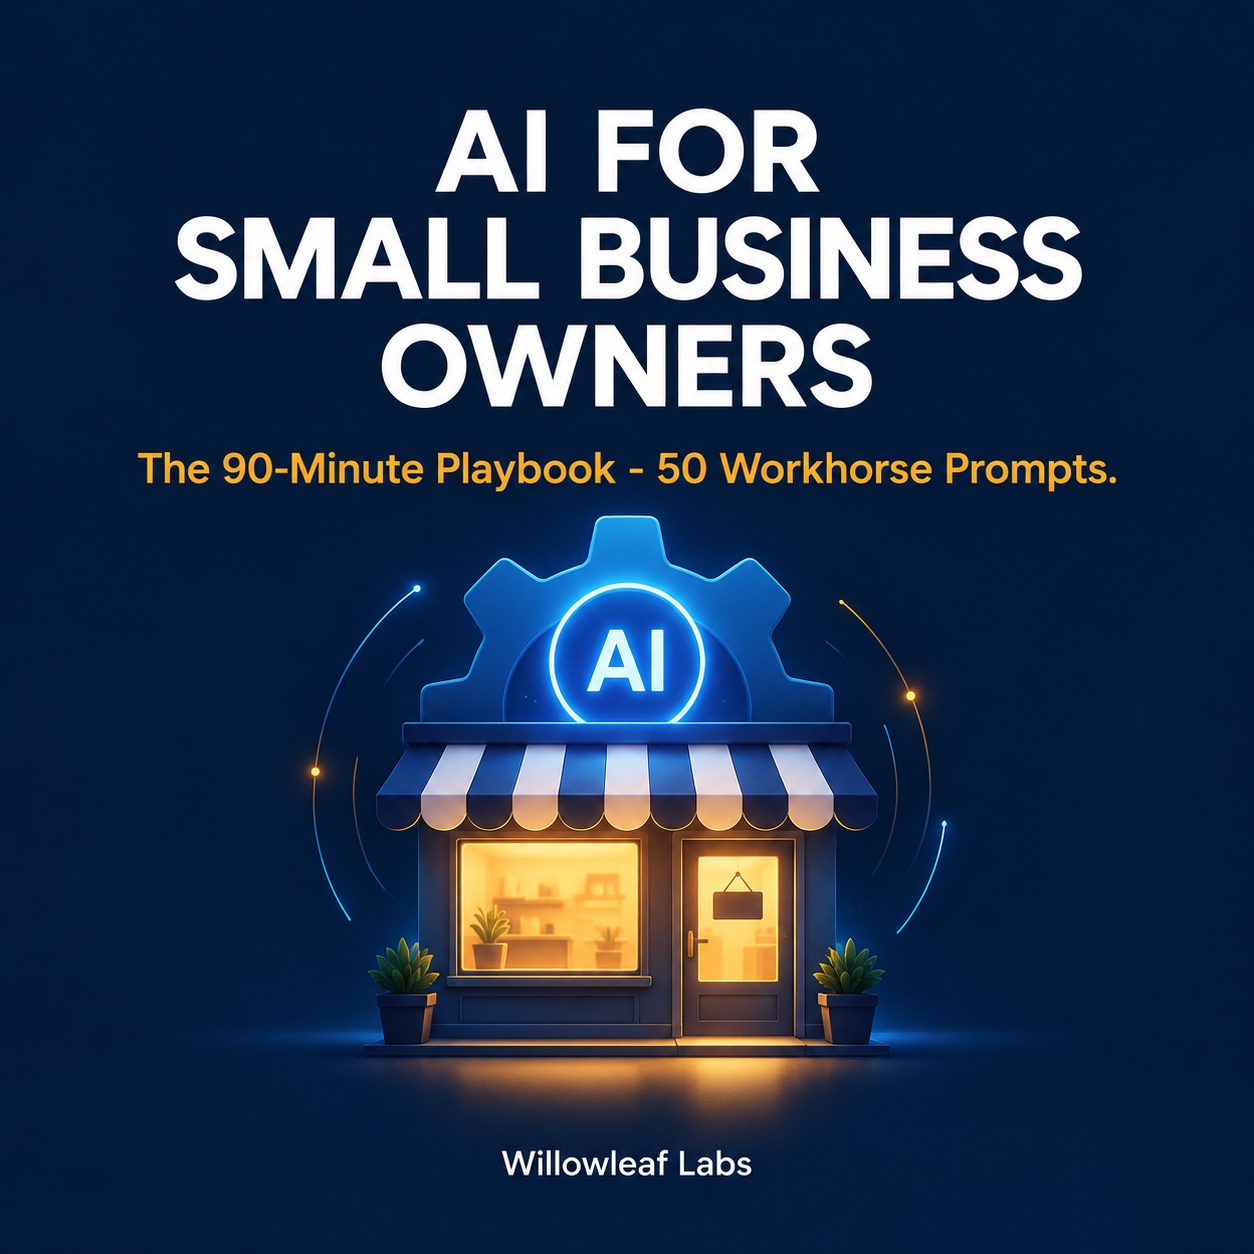 AI FOR
SMALL BUSINESS
OWNERS
The 90-Minute Playbook - 50 Workhorse Prompts.
AI
Willowleaf Labs